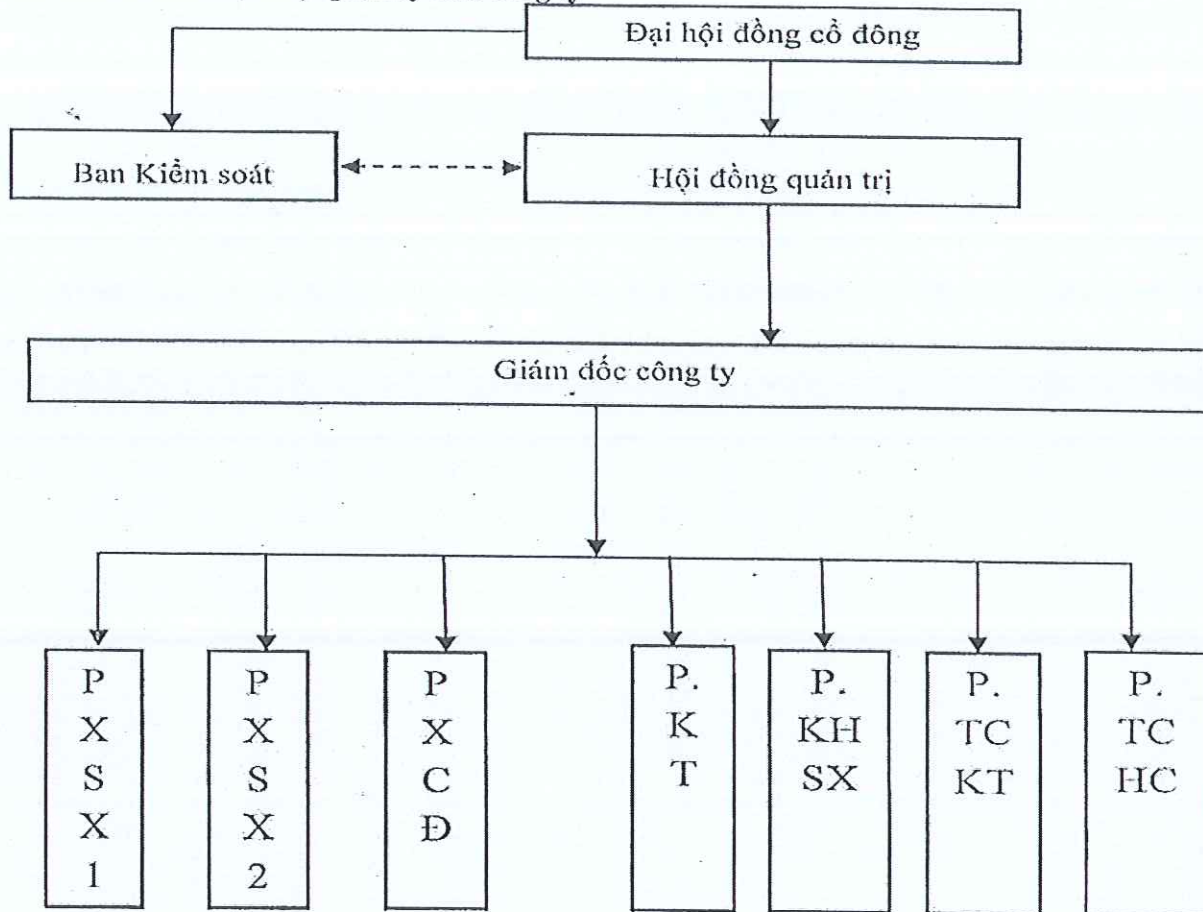 Đại hội đồng cổ đông
Ban Kiểm soát
Hội đồng quản trị
Giám đốc công ty
P
X
S
X
1
P
X
S
X
2
P
X
C
Đ
P.
K
T
P.
KH
SX
P.
TC
KT
P.
TC
HC